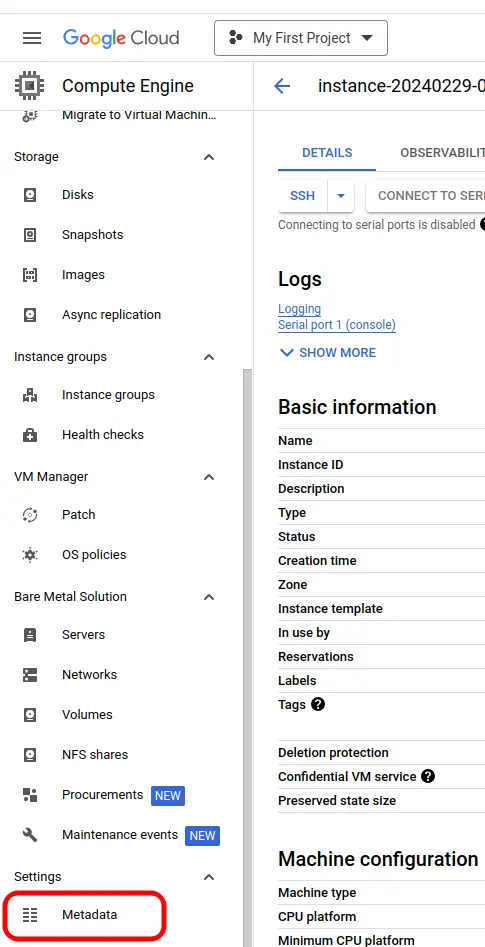 Google Cloud
My First Project
Compute Engine
Migrate to Virtual Machin...
Storage
Disks
Snapshots
Images
Async replication
Instance groups
Instance groups
Health checks
VM Manager
Patch
OS policies
Bare Metal Solution
Servers
Networks
Volumes
NFS shares
Procurements NEW
Maintenance events NEW
Settings
Metadata
instance-20240229-0
DETAILS OBSERVABILIT
SSH CONNECT TO SERI
Connecting to serial ports is disabled ?
Logs
Logging
Serial port 1 (console)
SHOW MORE
Basic information
Name
Instance ID
Description
Type
Status
Creation time
Zone
Instance template
In use by
Reservations
Labels
Tags ?
Deletion protection
Confidential VM service ?
Preserved state size
Machine configuration
Machine type
CPU platform
Minimum CPU platform